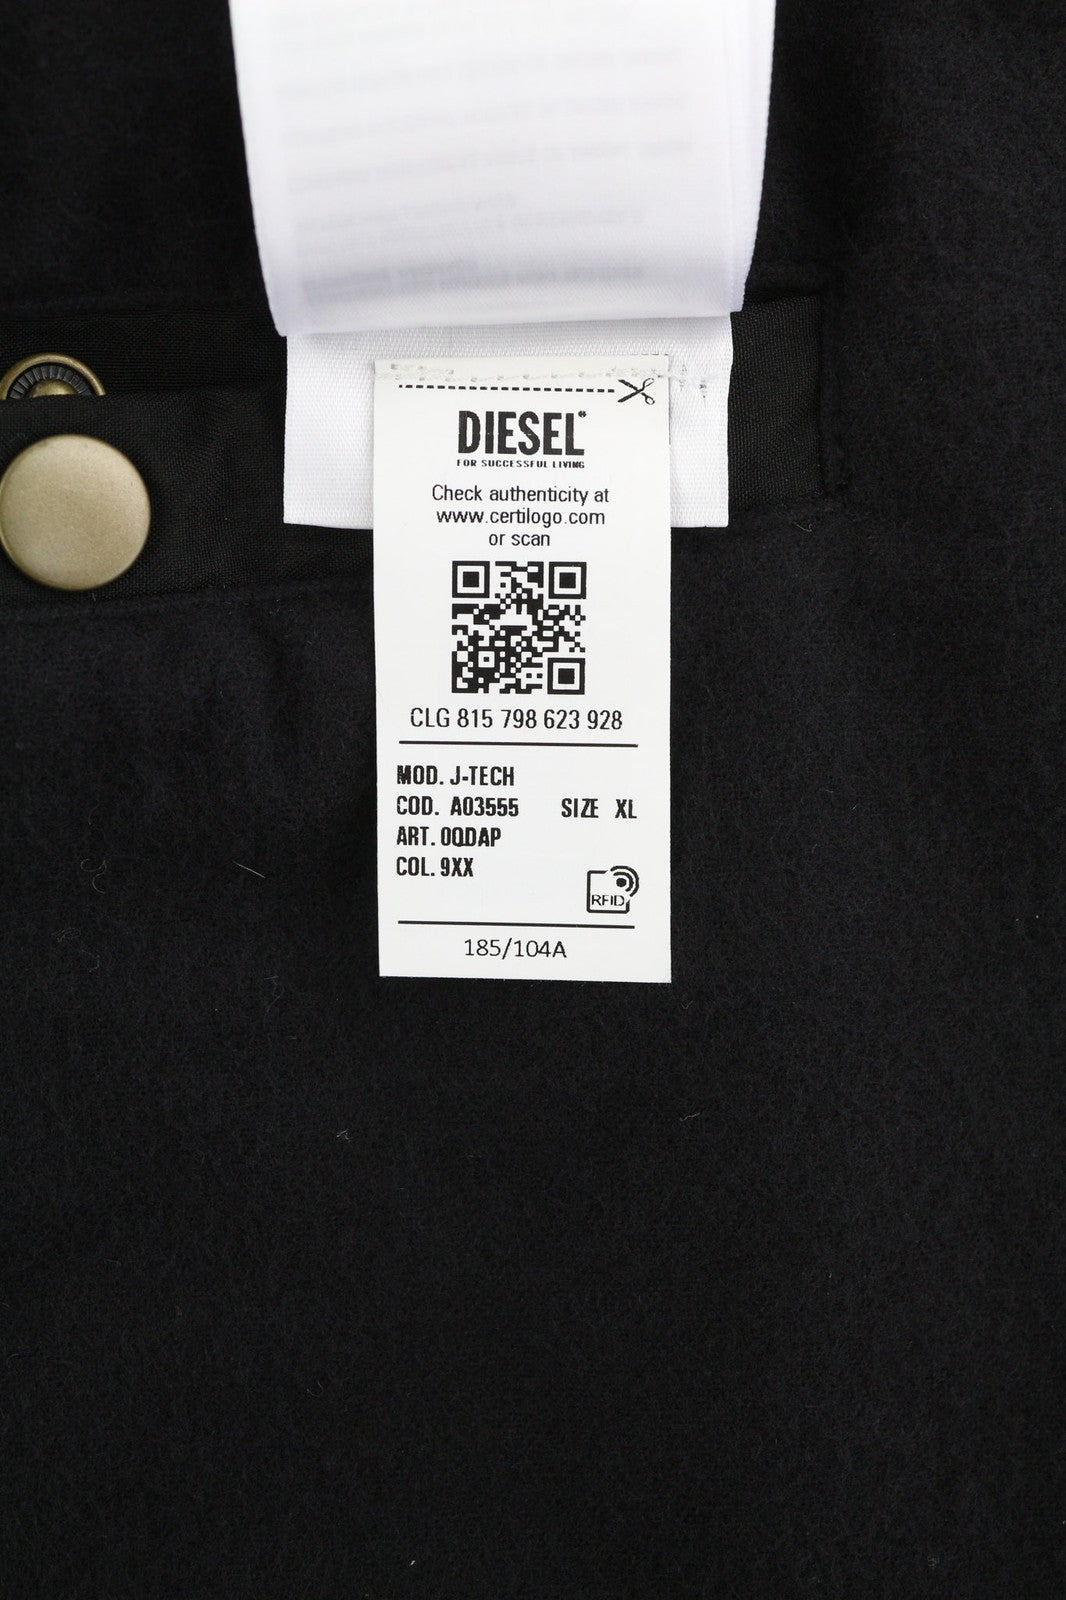 DIESEL®
FOR SUCCESSFUL LIVING
Check authenticity at
www.certilogo.com
or scan
CLG 815 798 623 928
MOD. J-TECH
COD. A03555 SIZE XL
ART. 0QDAP
COL. 9XX
RFID
185/104A